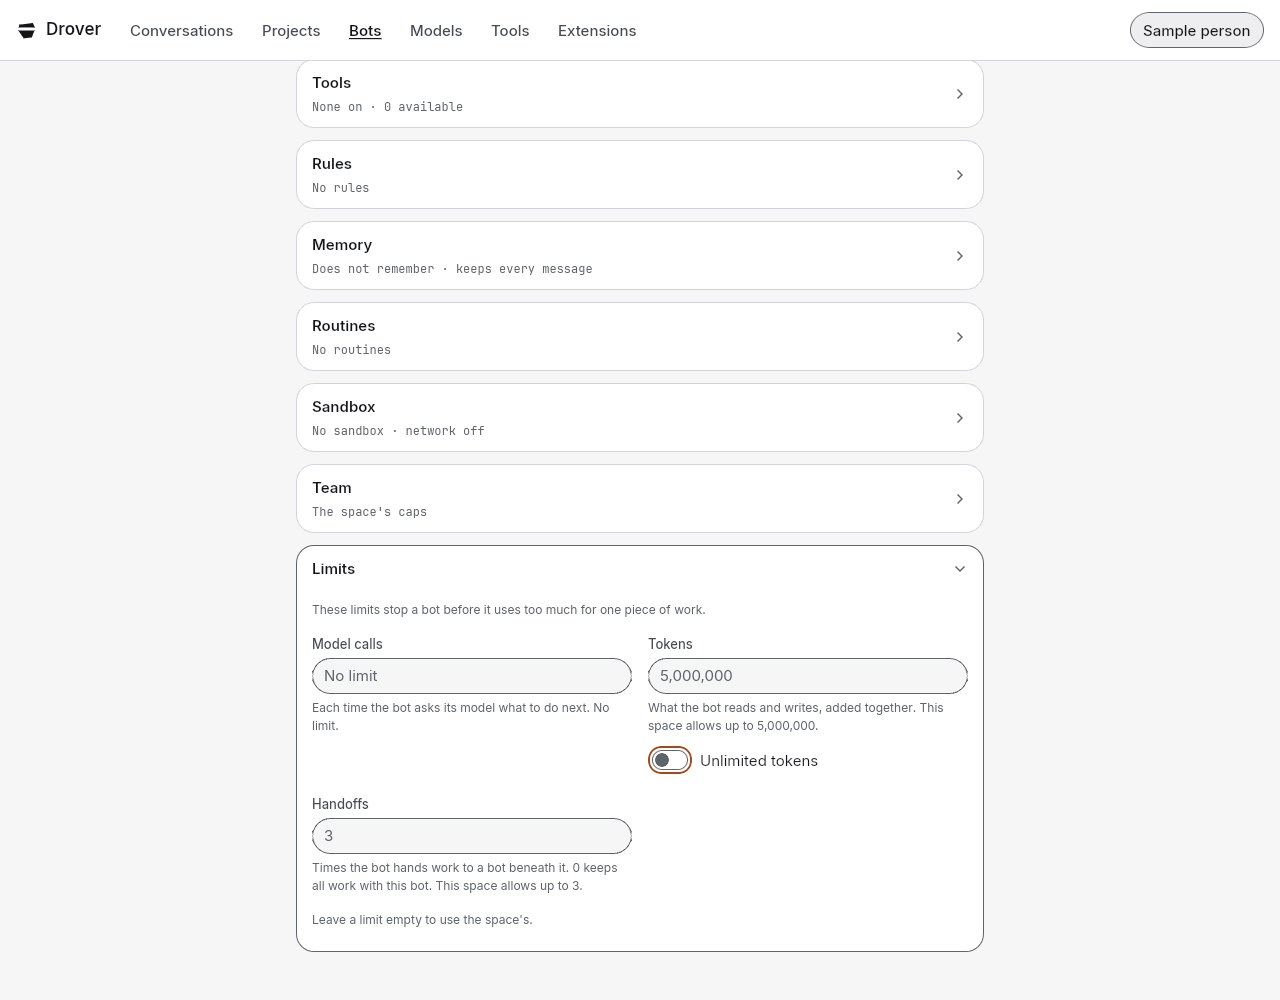 Drover
Conversations
Projects
Bots
Models
Tools
Extensions
Sample person
Tools
None on · 0 available
Rules
No rules
Memory
Does not remember · keeps every message
Routines
No routines
Sandbox
No sandbox · network off
Team
The space's caps
Limits
These limits stop a bot before it uses too much for one piece of work.
Model calls
No limit
Each time the bot asks its model what to do next. No
limit.
Tokens
5,000,000
What the bot reads and writes, added together. This
space allows up to 5,000,000.
Unlimited tokens
Handoffs
3
Times the bot hands work to a bot beneath it. 0 keeps
all work with this bot. This space allows up to 3.
Leave a limit empty to use the space's.